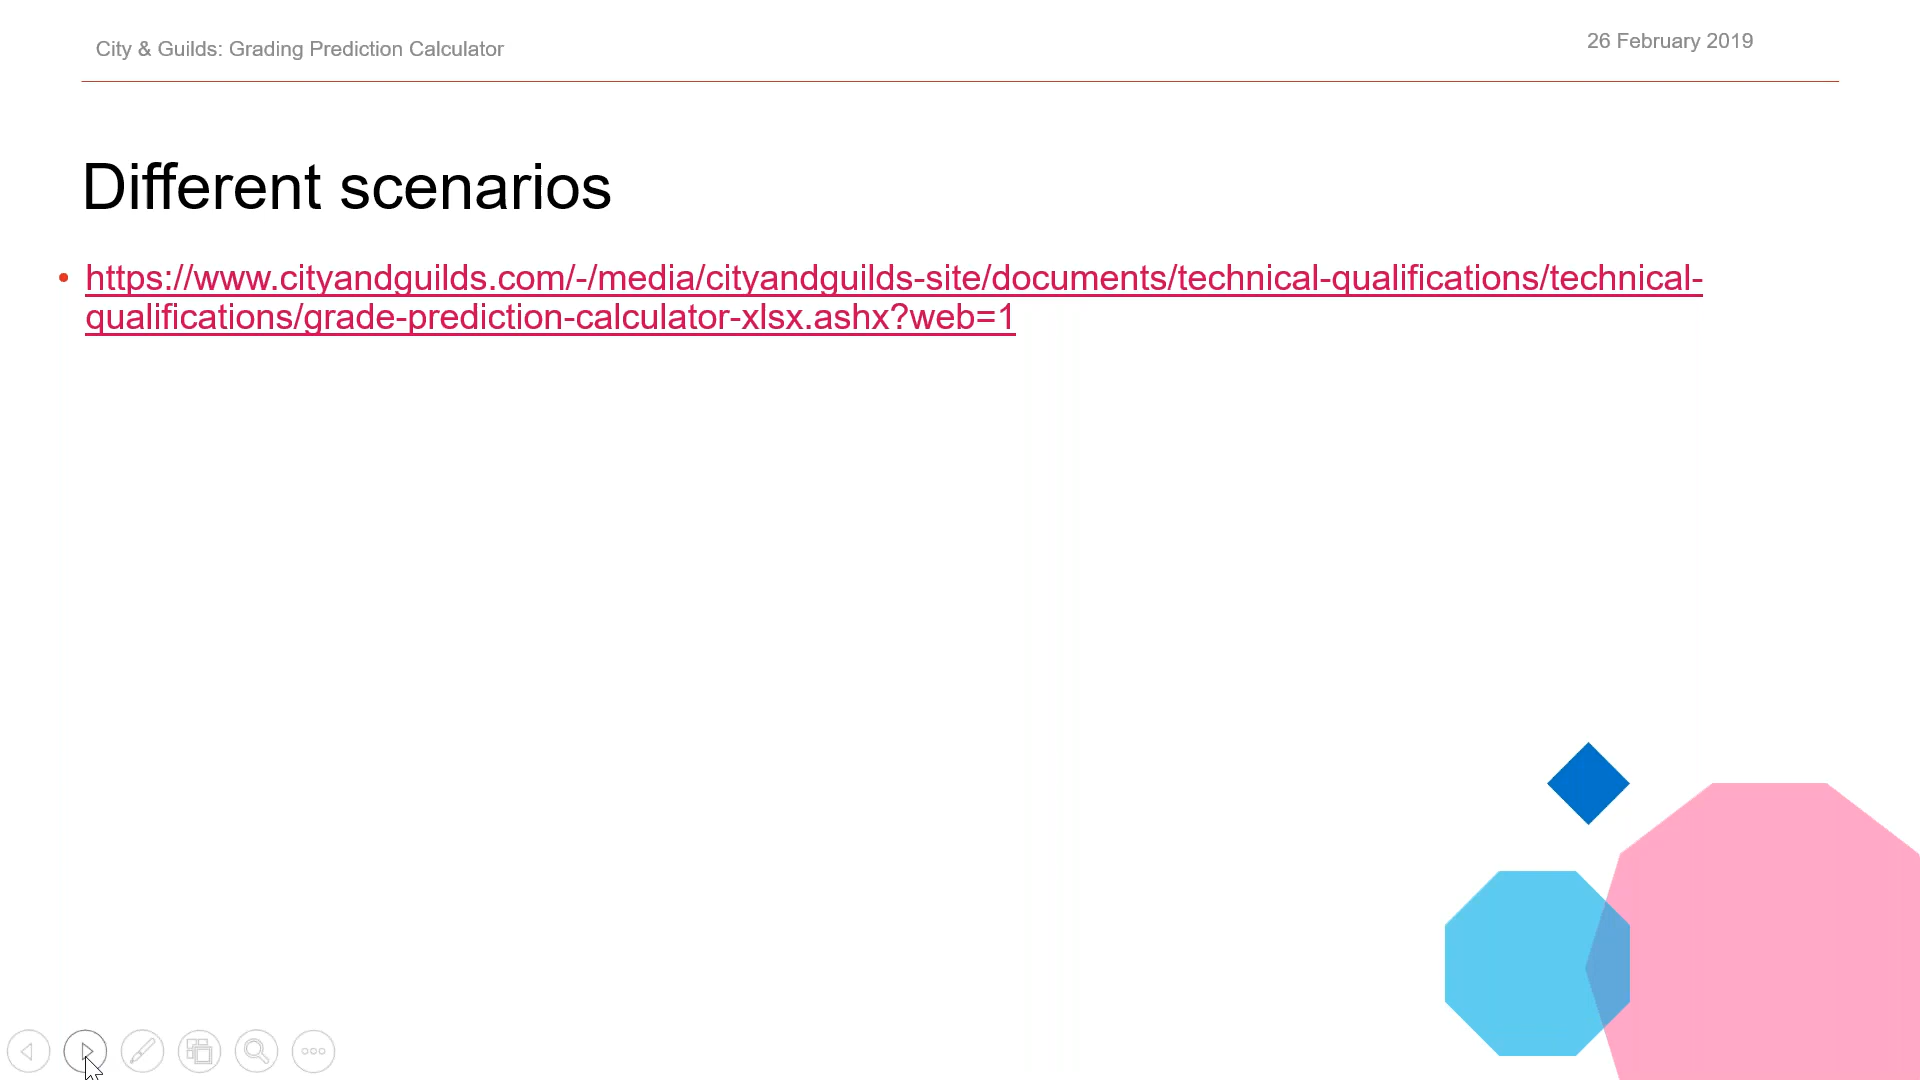 City & Guilds: Grading Prediction Calculator
26 February 2019
Different scenarios
• https://www.cityandguilds.com/-/media/cityandguilds-site/documents/technical-qualifications/technical-
qualifications/grade-prediction-calculator-xlsx.ashx?web=1